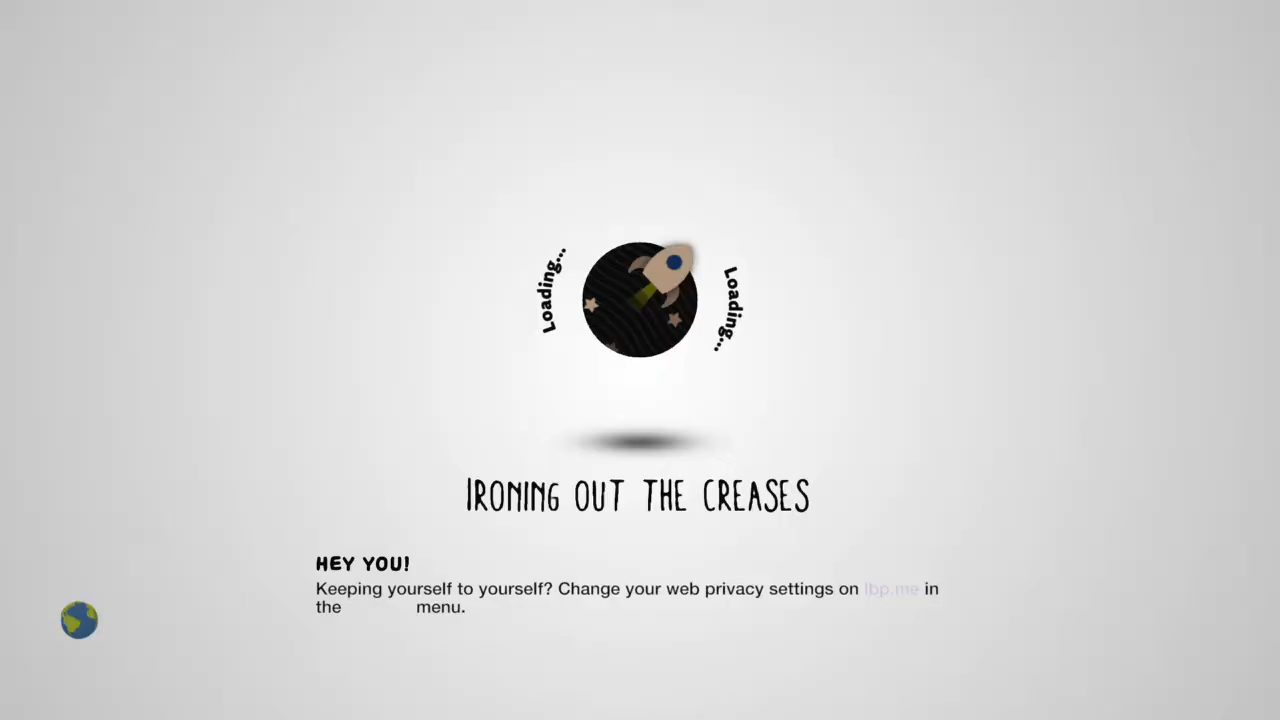 Loading...
Loading...
IRONING OUT THE CREASES
HEY YOU!
Keeping yourself to yourself? Change your web privacy settings on lbp.me in
the menu.